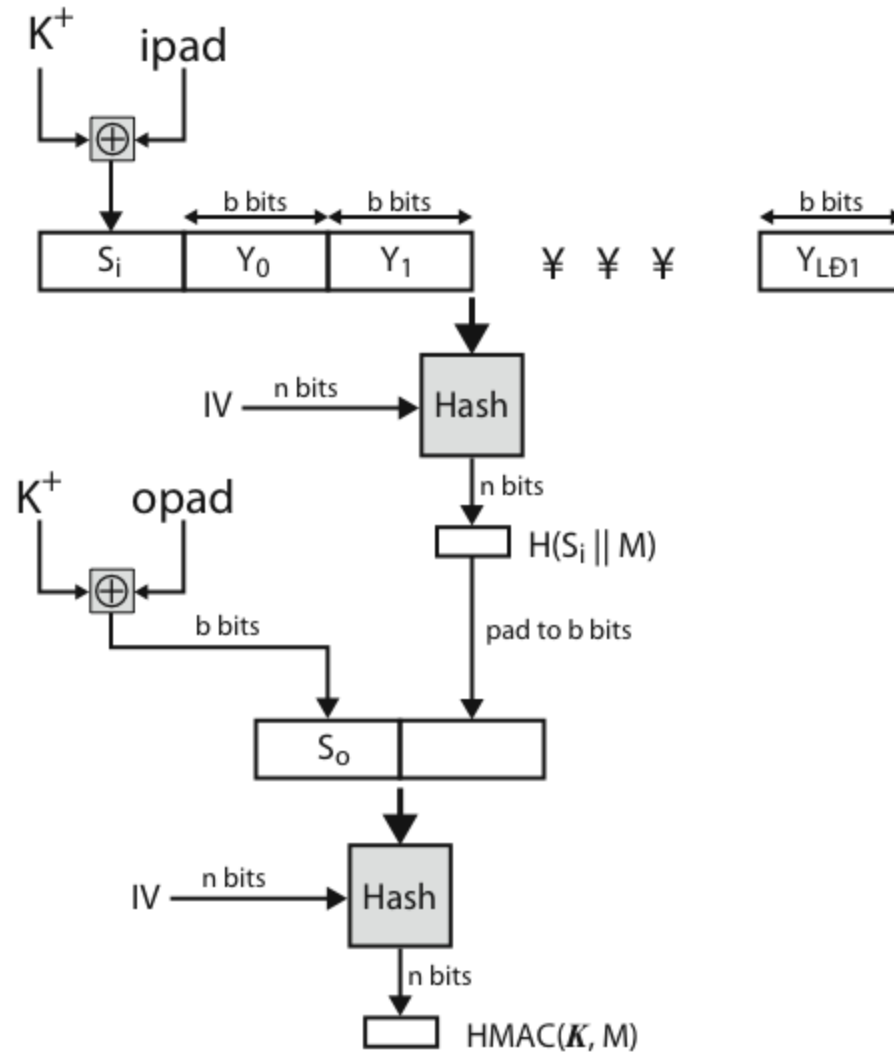 K+ ipad
⊕
b bits b bits b bits
Si Y0 Y1 ¥ ¥ ¥ YLÐ1
IV n bits Hash
n bits
K+ opad
H(Si || M)
⊕
b bits pad to b bits
So
IV n bits Hash
n bits
HMAC(K, M)